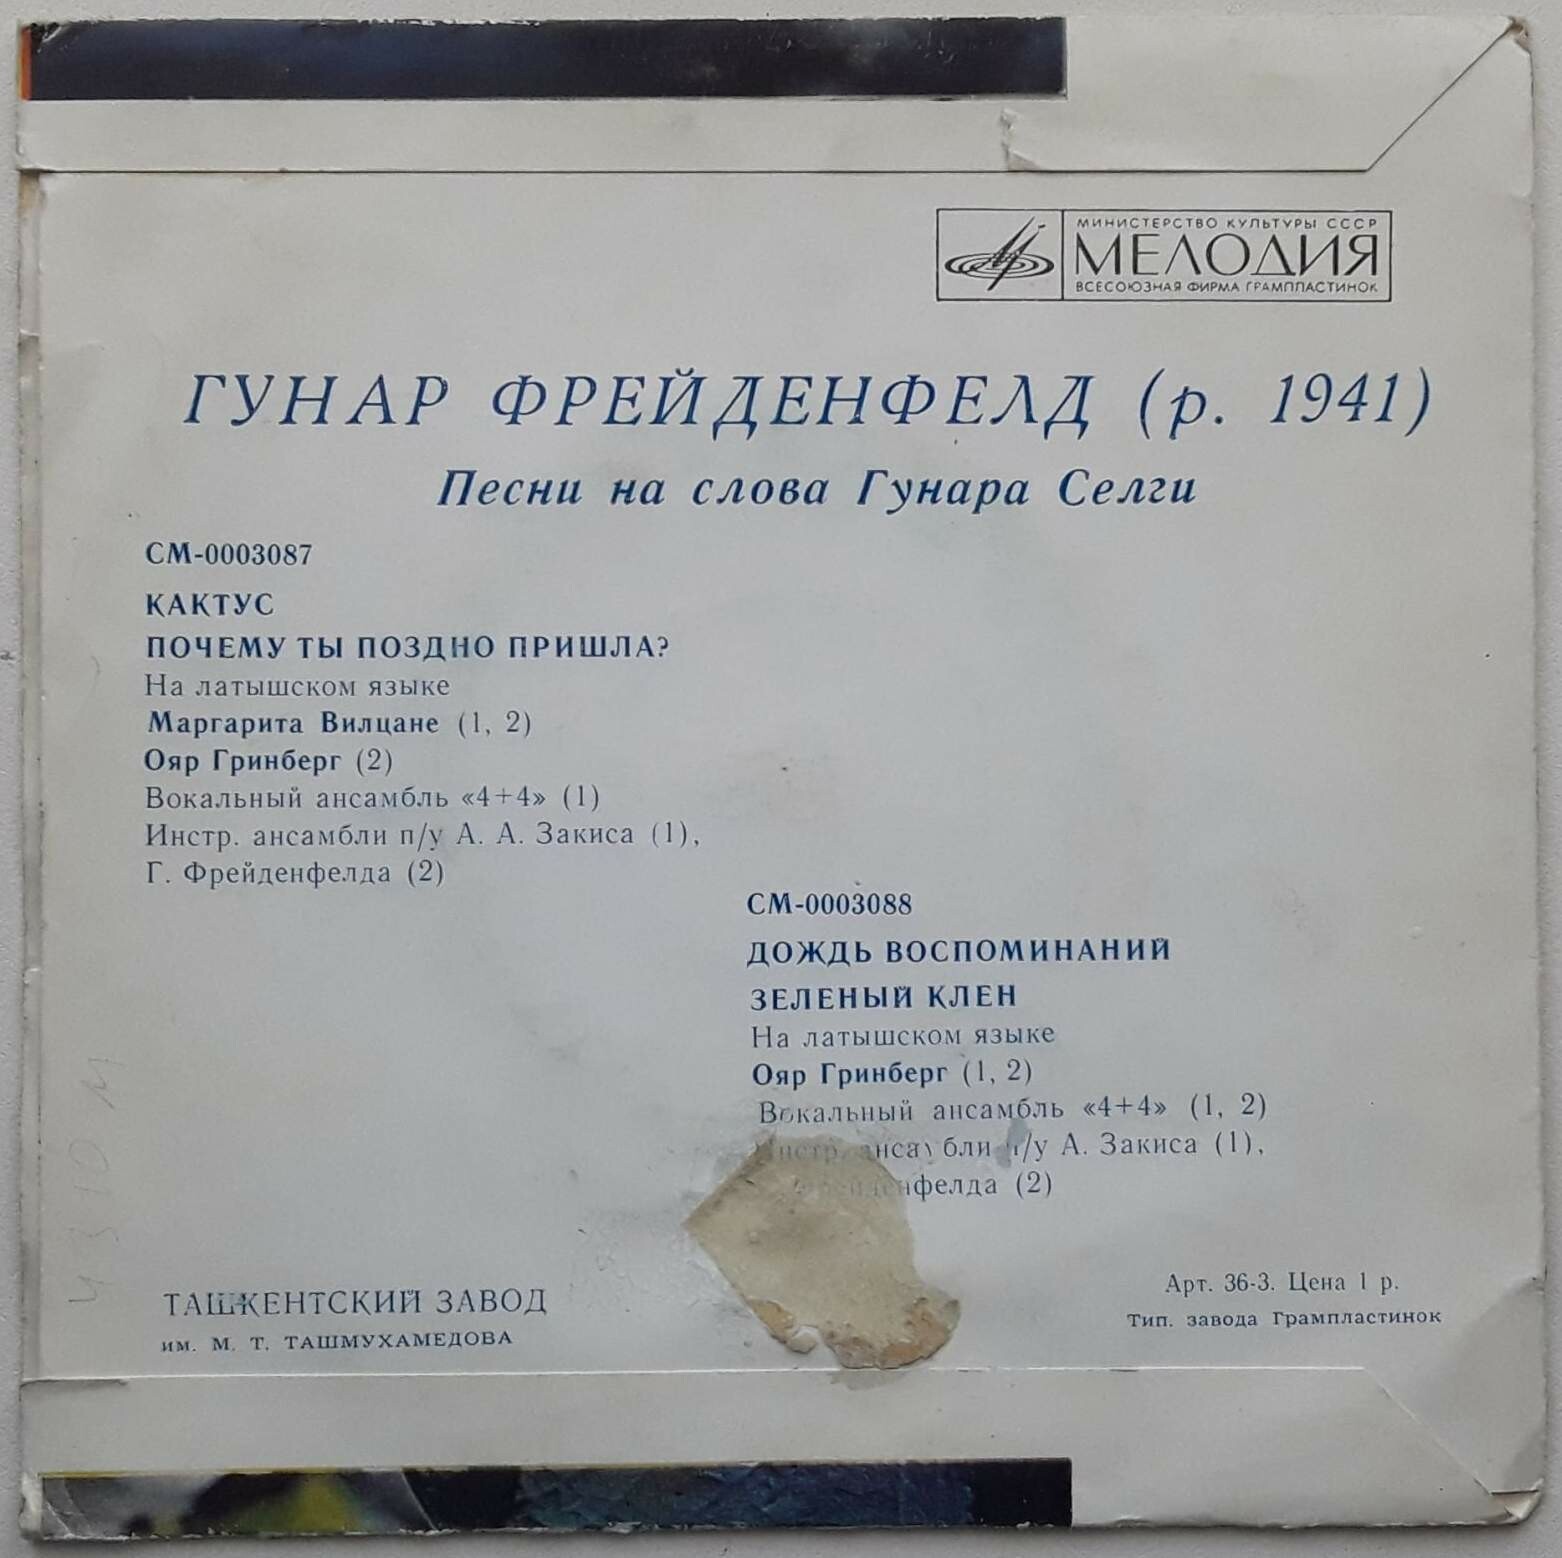 МИНИСТЕРСТВО КУЛЬТУРЫ СССР
МЕЛОДИЯ
ВСЕСОЮЗНАЯ ФИРМА ГРАМПЛАСТИНОК
ГУНАР ФРЕЙДЕНФЕЛД (р. 1941)
Песни на слова Гунара Селги
СМ-0003087
КАКТУС
ПОЧЕМУ ТЫ ПОЗДНО ПРИШЛА?
На латышском языке
Маргарита Вилцане (1, 2)
Ояр Гринберг (2)
Вокальный ансамбль «4+4» (1)
Инстр. ансамбли п/у А. А. Закиса (1),
Г. Фрейденфелда (2)
СМ-0003088
ДОЖДЬ ВОСПОМИНАНИЙ
ЗЕЛЕНЫЙ КЛЕН
На латышском языке
Ояр Гринберг (1, 2)
Вокальный ансамбль «4+4» (1, 2)
Инстр. ансамбли п/у А. Закиса (1),
Фрейденфелда (2)
ТАШКЕНТСКИЙ ЗАВОД
им. М. Т. ТАШМУХАМЕДОВА
Арт. 36-3. Цена 1 р.
Тип. завода Грампластинок